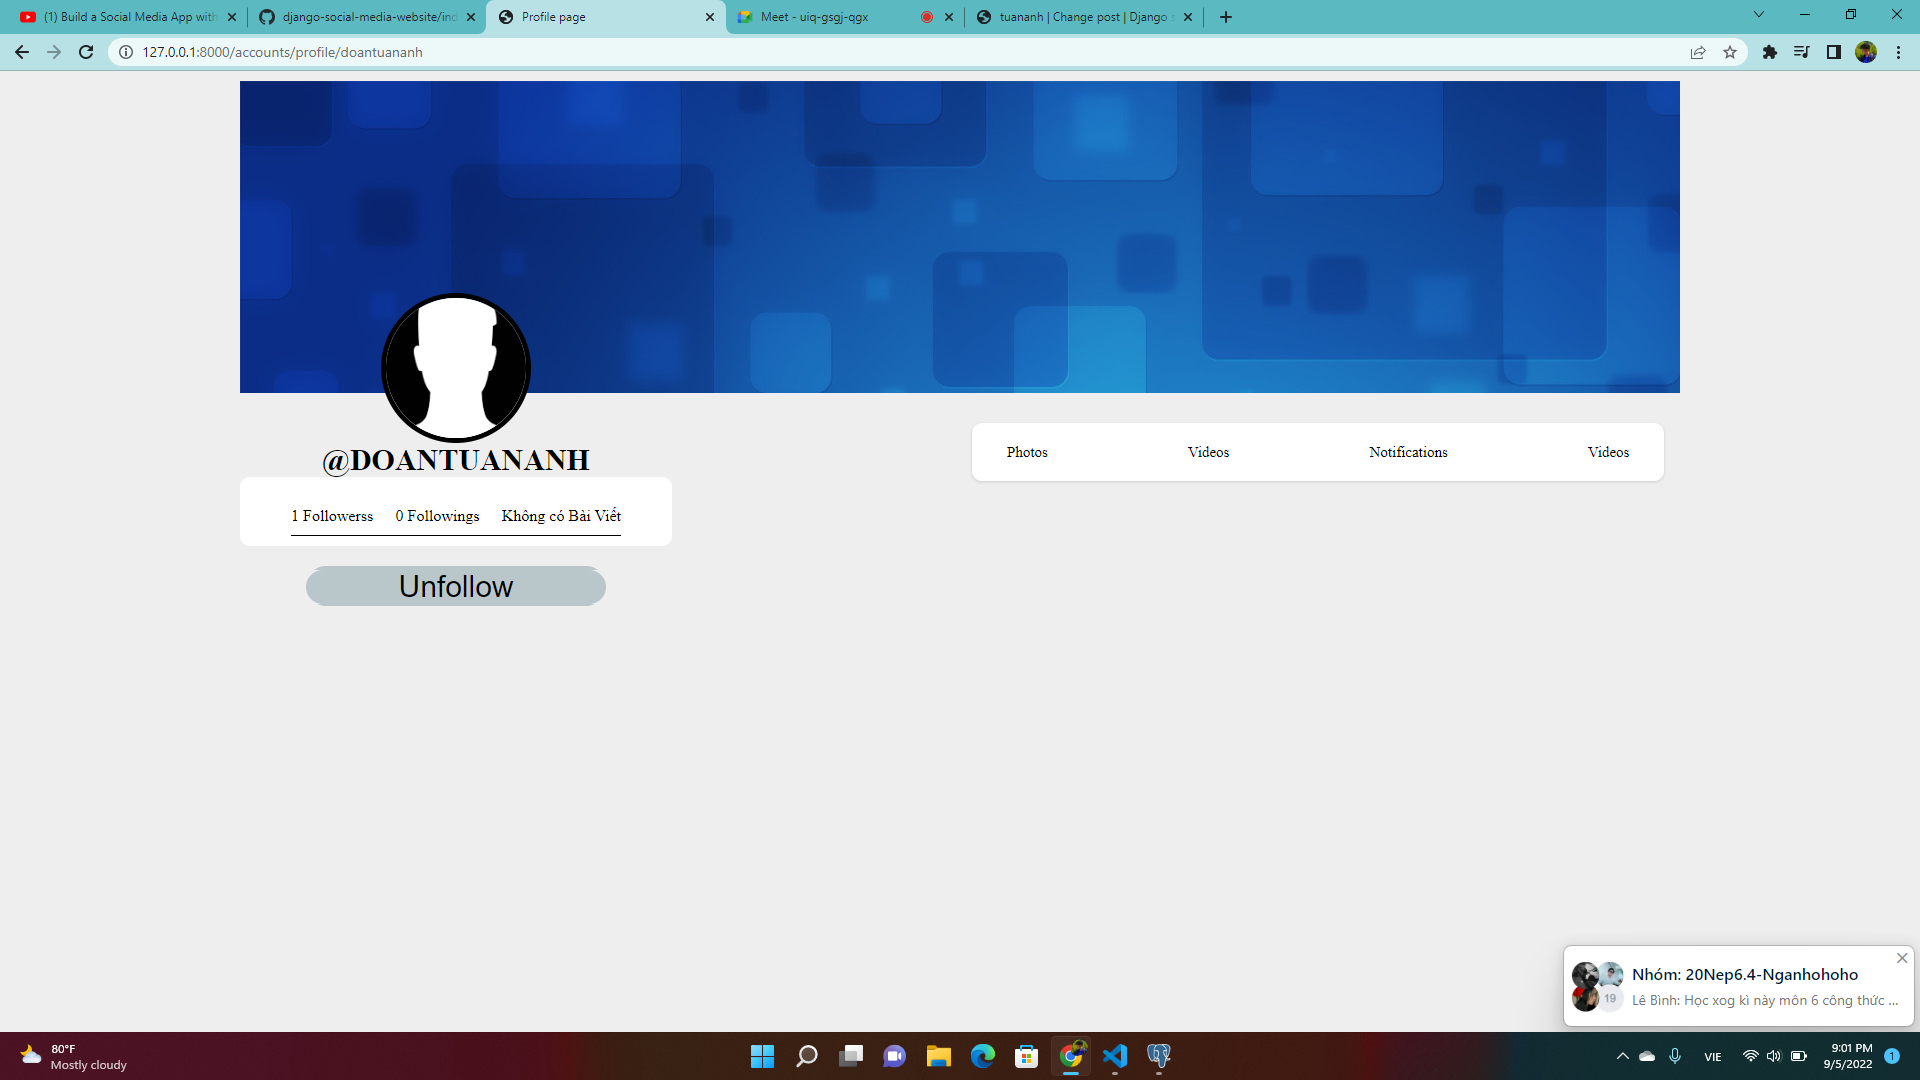 (1) Build a Social Media App with
django-social-media-website/ind
Profile page
Meet - uiq-gsgj-qgx
tuananh | Change post | Django s
127.0.0.1:8000/accounts/profile/doantuananh
@DOANTUANANH
1 Followerss 0 Followings Không có Bài Viết
Unfollow
Photos Videos Notifications Videos
Nhóm: 20Nep6.4-Nganhohoho
19
Lê Bình: Học xog kì này môn 6 công thức ...
80°F
Mostly cloudy
VIE
9:01 PM
9/5/2022
1